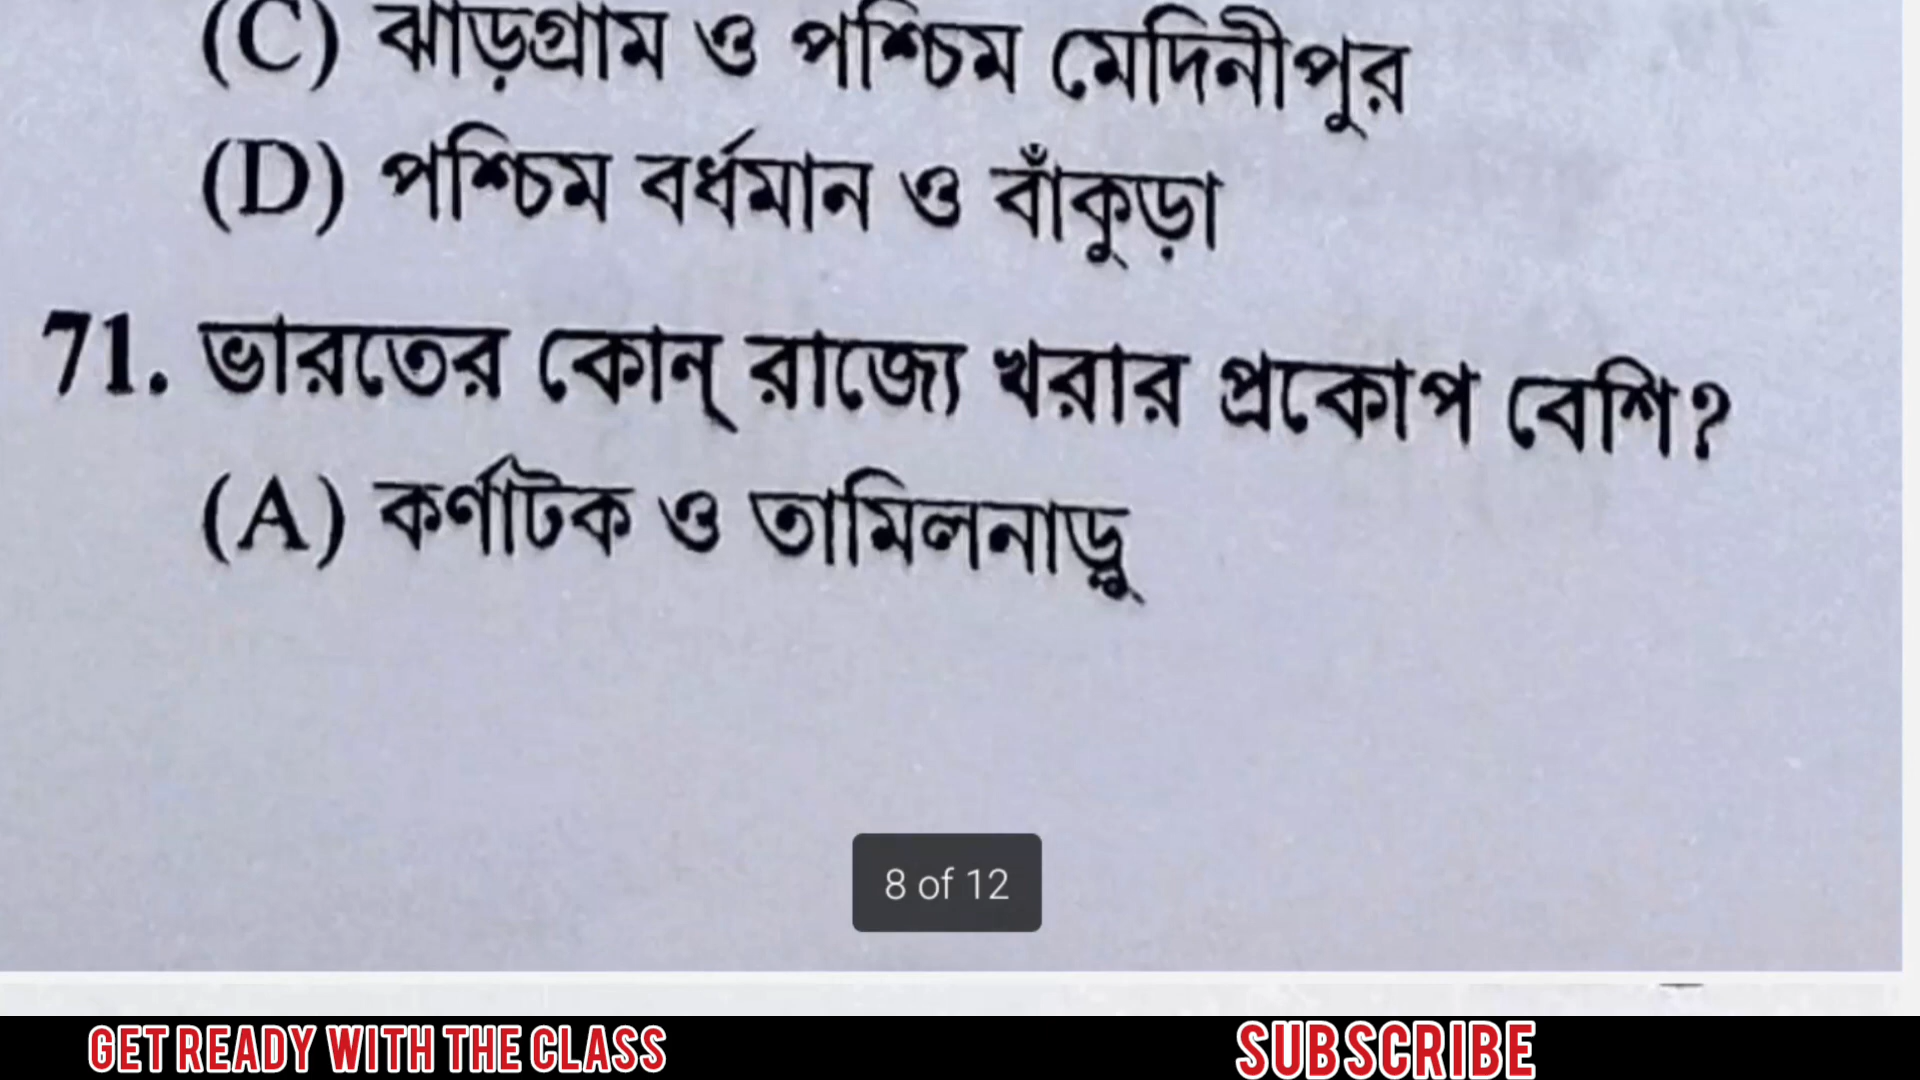 (C) ঝাড়গ্রাম ও পশ্চিম মেদিনীপুর
(D) পশ্চিম বর্ধমান ও বাঁকুড়া
71. ভারতের কোন্ রাজ্যে খরার প্রকোপ বেশি?
(A) কর্ণাটক ও তামিলনাড়ু
8 of 12
GET READY WITH THE CLASS
SUBSCRIBE